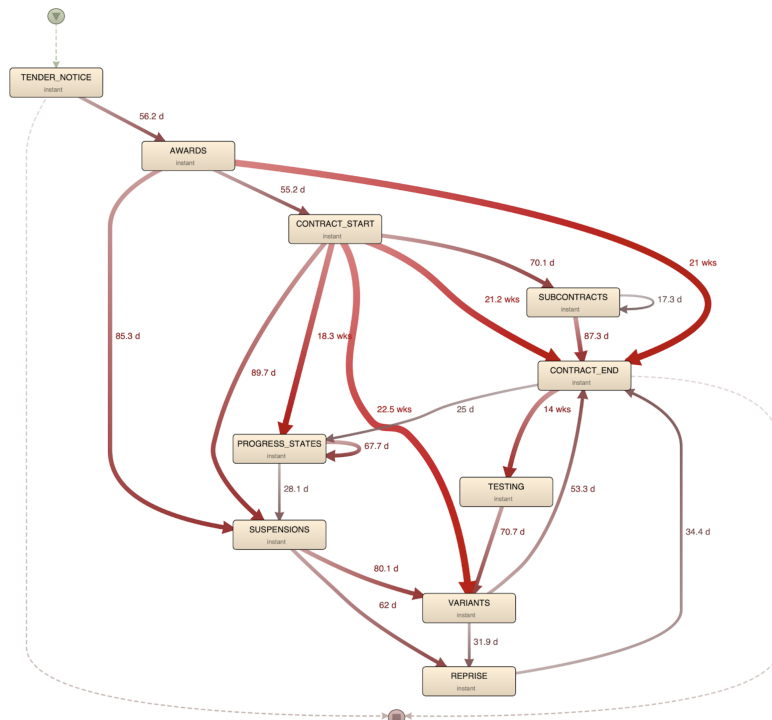 TENDER_NOTICE
instant
56.2 d
AWARDS
instant
55.2 d
CONTRACT_START
instant
70.1 d
21 wks
SUBCONTRACTS
instant
17.3 d
21.2 wks
18.3 wks
85.3 d
87.3 d
CONTRACT_END
instant
89.7 d
22.5 wks
25 d
14 wks
PROGRESS_STATES
instant
67.7 d
TESTING
instant
53.3 d
28.1 d
SUSPENSIONS
instant
70.7 d
34.4 d
80.1 d
62 d
VARIANTS
instant
31.9 d
REPRISE
instant